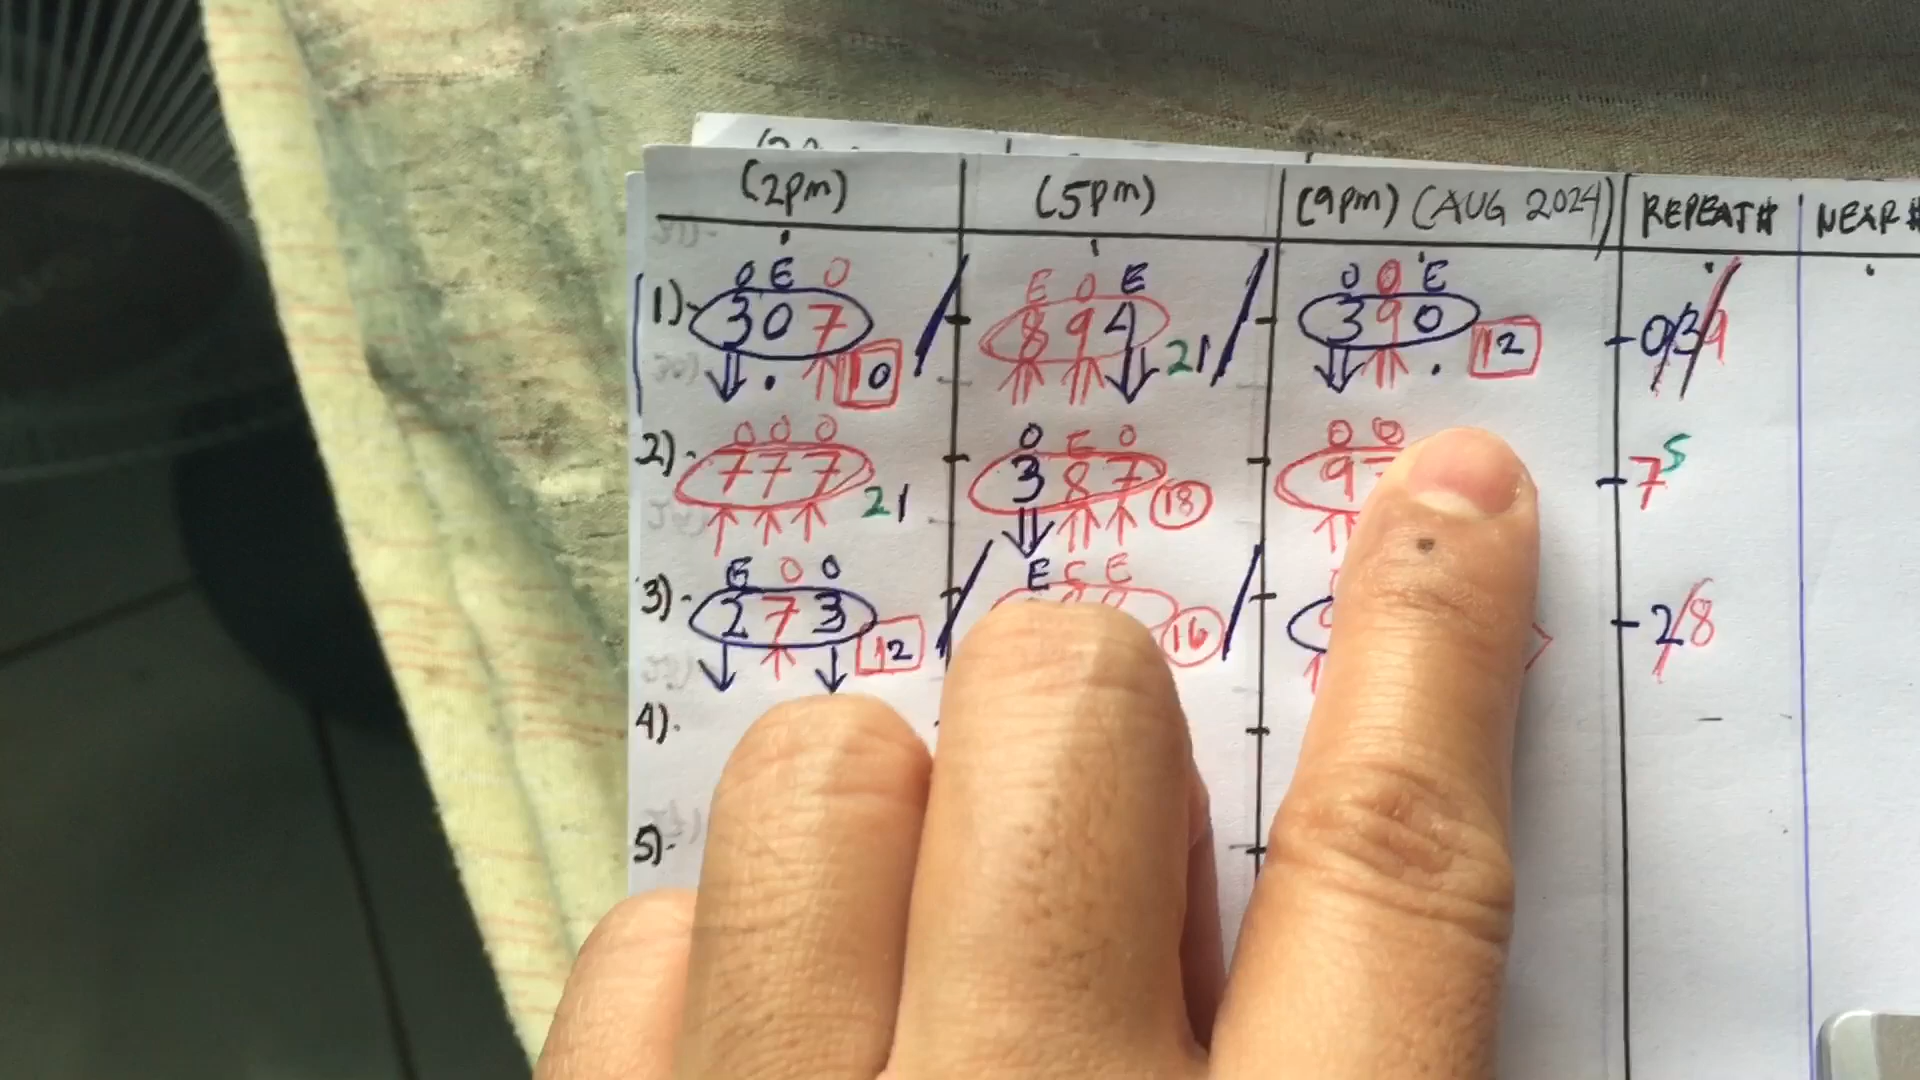 (2pm) (5pm) (9pm) (AUG 2024) REPEAT# NEAR #
O E O E O E O O E
1) 307 894 390 - 0/3/9
10 21 12
O O O O E O O O
2) 777 387 97 - 7 5
21 18
E O O E E E
3) 273 - 2/8
12 16
4)
5)